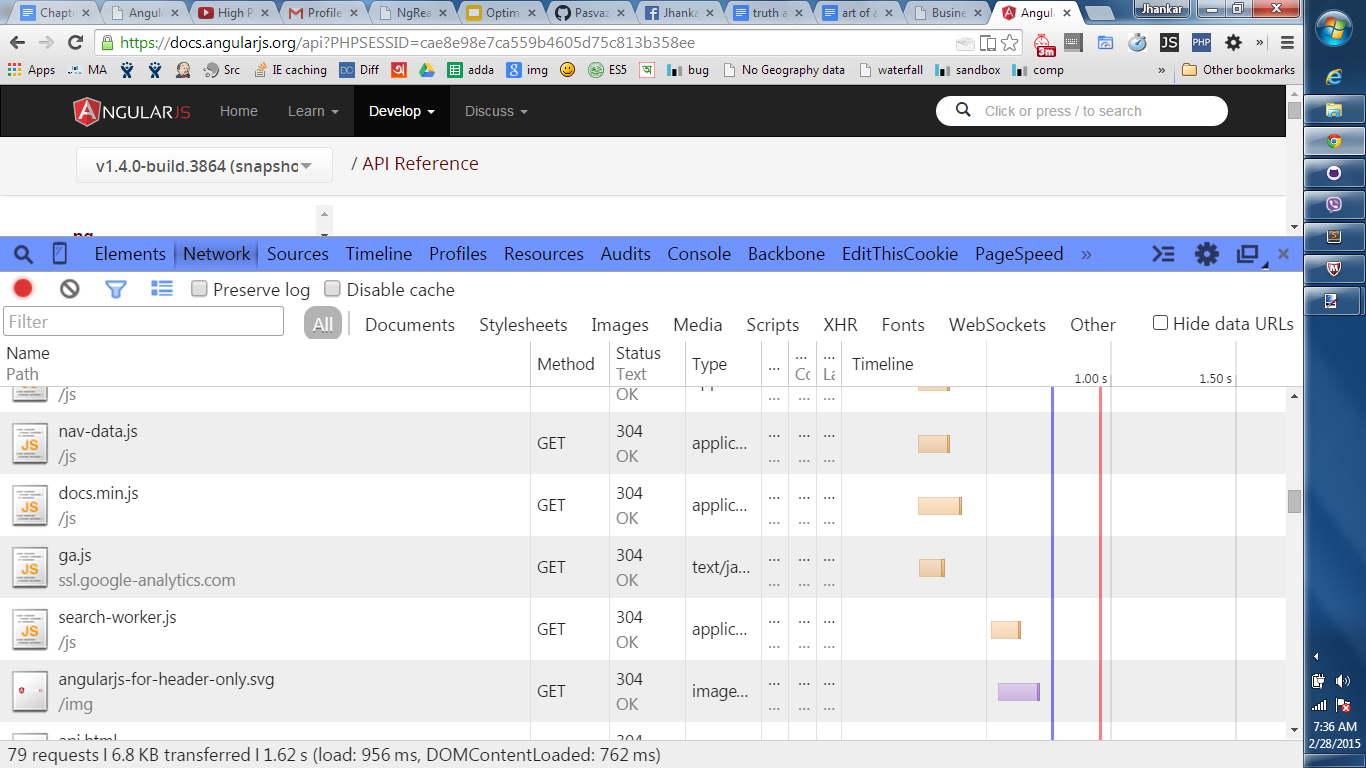 Chapt
Angul
High P
Profile
NgRea
Optim
Pasvaz
Jhanka
truth a
art of a
Busine
Angul
Jhankar
https://docs.angularjs.org/api?PHPSESSID=cae8e98e7ca559b4605d75c813b358ee
3m
JS
PHP
»
Apps
MA
Src
IE caching
DC Diff
adda
img
ES5
bug
No Geography data
waterfall
sandbox
comp
»
Other bookmarks
ANGULARJS
Home
Learn
Develop
Discuss
Click or press / to search
v1.4.0-build.3864 (snapsho
/ API Reference
ng
Elements Network Sources Timeline Profiles Resources Audits Console Backbone EditThisCookie PageSpeed »
Preserve log
Disable cache
Filter
All Documents Stylesheets Images Media Scripts XHR Fonts WebSockets Other
Hide data URLs
Name
Path
Method
Status
Text
Type
...
...
...
Timeline
1.00 s
1.50 s
/js
OK
... ... ...
nav-data.js
/js
GET
304
OK
applic...
... ... ...
... ... ...
docs.min.js
/js
GET
304
OK
applic...
... ... ...
... ... ...
ga.js
ssl.google-analytics.com
GET
304
OK
text/ja...
... ... ...
... ... ...
search-worker.js
/js
GET
304
OK
applic...
... ... ...
... ... ...
angularjs-for-header-only.svg
/img
GET
304
OK
image...
... ... ...
... ... ...
api.html
304
79 requests I 6.8 KB transferred I 1.62 s (load: 956 ms, DOMContentLoaded: 762 ms)
7:36 AM
2/28/2015